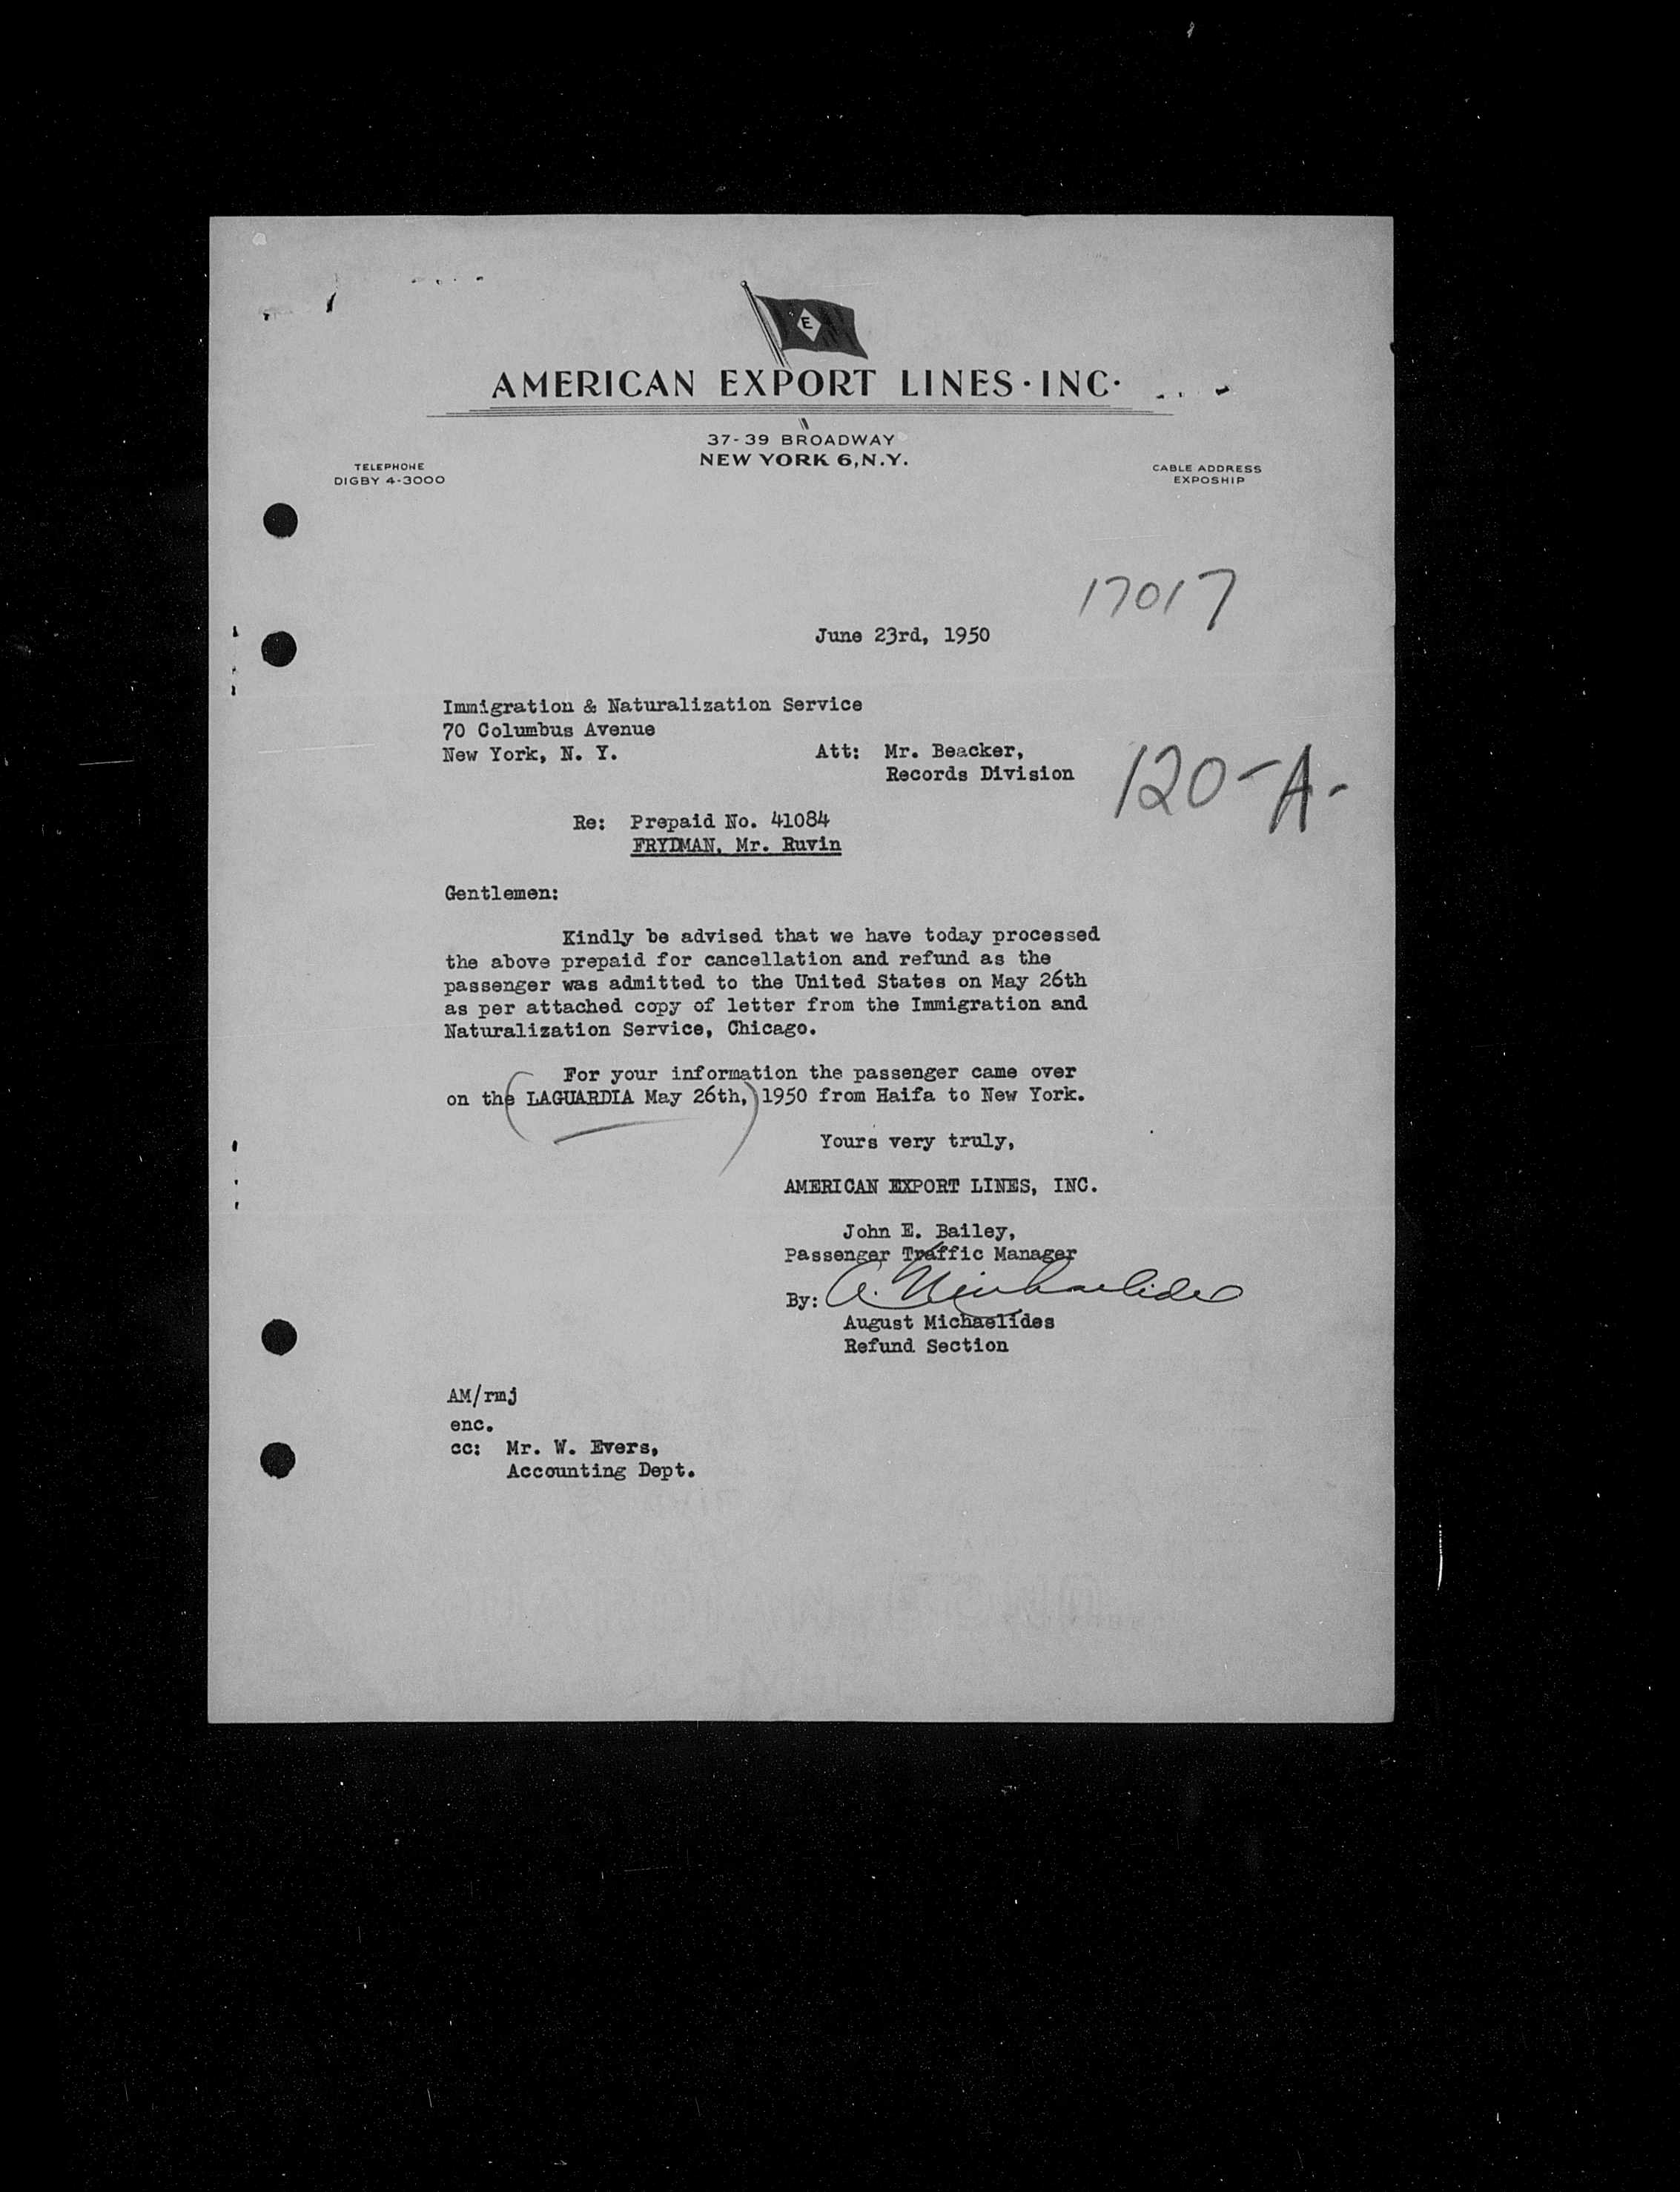 E
AMERICAN EXPORT LINES·INC·
37-39 BROADWAY
NEW YORK 6, N.Y.
TELEPHONE
DIGBY 4-3000
CABLE ADDRESS
EXPOSHIP
17017
June 23rd, 1950
Immigration & Naturalization Service
70 Columbus Avenue
New York, N. Y. Att: Mr. Beacker,
Records Division
120-A-
Re: Prepaid No. 41084
FRYDMAN, Mr. Ruvin
Gentlemen:
Kindly be advised that we have today processed
the above prepaid for cancellation and refund as the
passenger was admitted to the United States on May 26th
as per attached copy of letter from the Immigration and
Naturalization Service, Chicago.
For your information the passenger came over
on the (LAGUARDIA May 26th,) 1950 from Haifa to New York.
Yours very truly,
AMERICAN EXPORT LINES, INC.
John E. Bailey,
Passenger Traffic Manager
By: A. Michaelides
August Michaelides
Refund Section
AM/rmj
enc.
cc: Mr. W. Evers,
Accounting Dept.